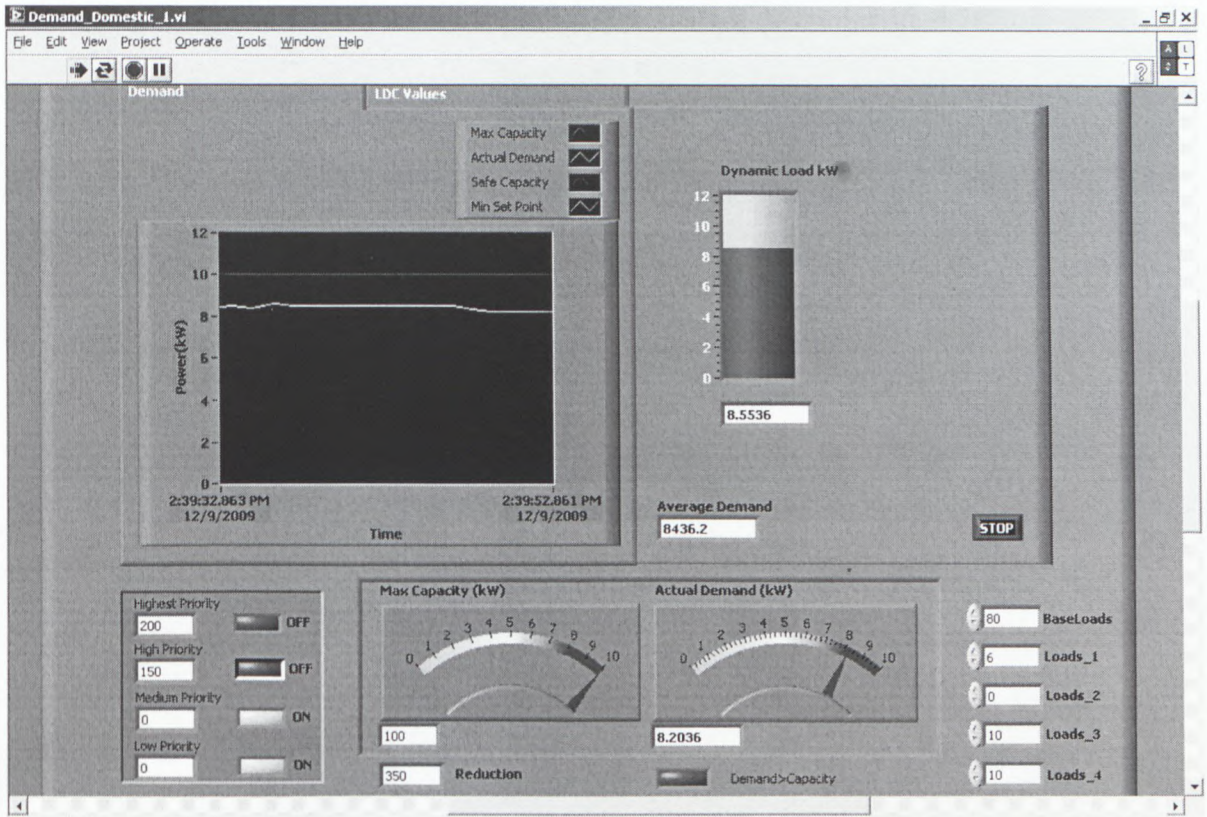 Demand_Domestic_1.vi
File Edit View Project Operate Tools Window Help
A L
T
Demand
LDC Values
Max Capacity
Actual Demand
Safe Capacity
Min Set Point
Dynamic Load kW
12
10
8
6
4
2
0
8.5536
12
10
8
6
4
2
0
Power(kW)
2:39:32.863 PM
12/9/2009
2:39:52.861 PM
12/9/2009
Time
Average Demand
8436.2
STOP
Highest Priority
200
OFF
High Priority
150
OFF
Medium Priority
0
ON
Low Priority
0
ON
Max Capacity (kW)
0 1 2 3 4 5 6 7 8 9 10
100
Actual Demand (kW)
0 1 2 3 4 5 6 7 8 9 10
8.2036
350 Reduction
Demand>Capacity
80 BaseLoads
6 Loads_1
0 Loads_2
10 Loads_3
10 Loads_4